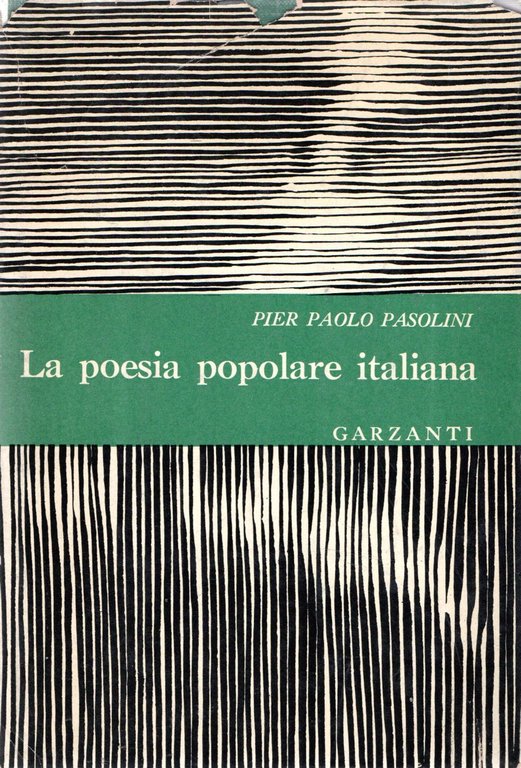 PIER PAOLO PASOLINI
La poesia popolare italiana
GARZANTI